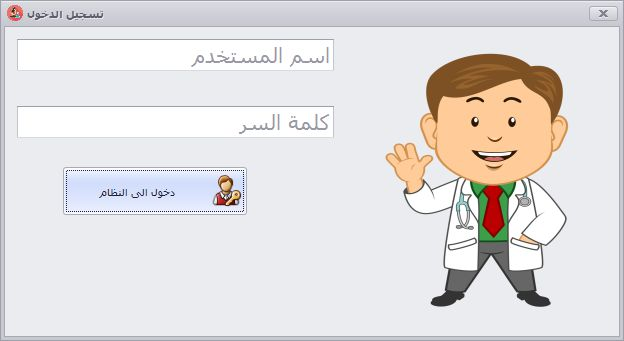 تسجيل الدخول
اسم المستخدم
كلمة السر
دخول الى النظام